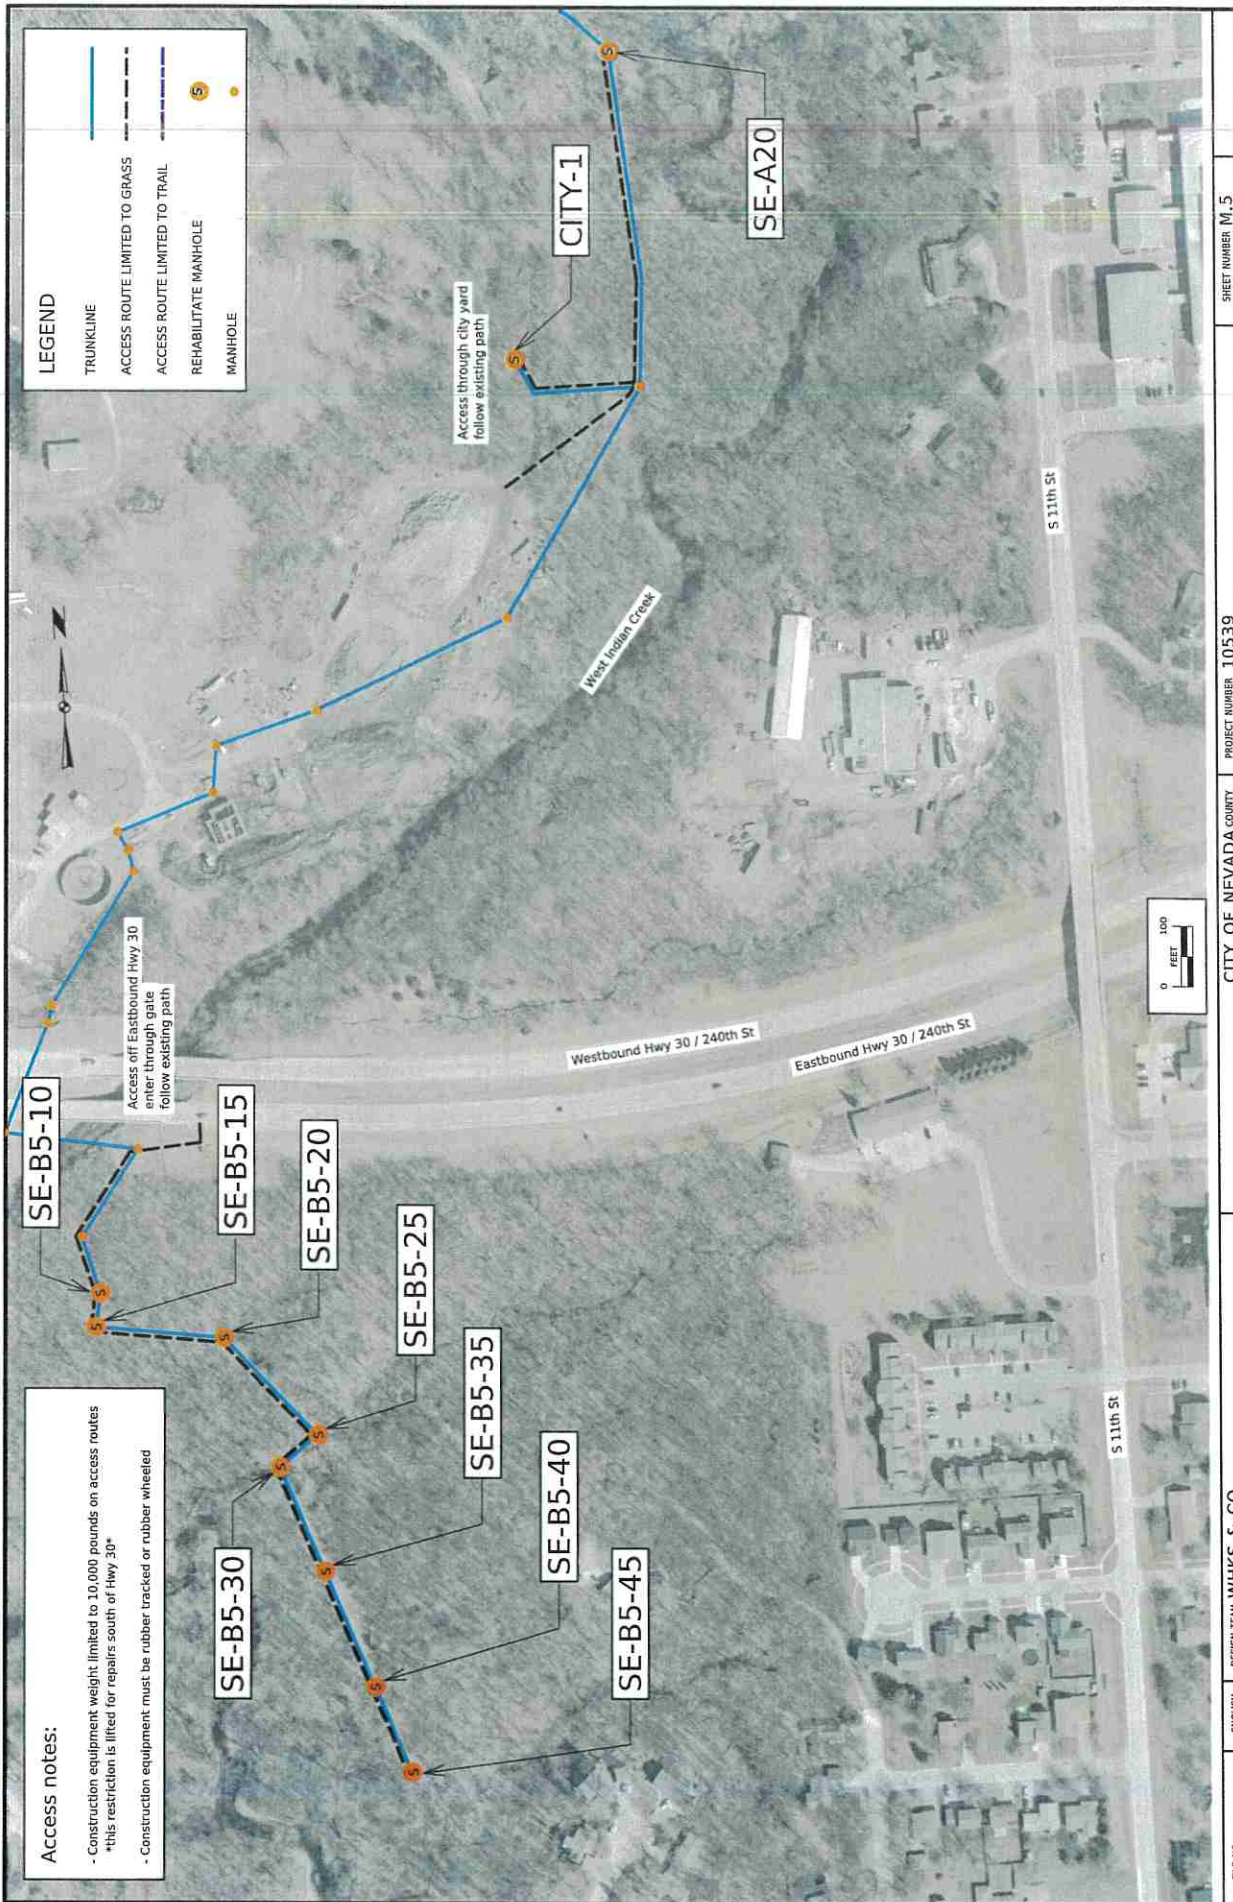 Access notes:
- Construction equipment weight limited to 10,000 pounds on access routes
*this restriction is lifted for repairs south of Hwy 30*
- Construction equipment must be rubber tracked or rubber wheeled
LEGEND
TRUNKLINE
ACCESS ROUTE LIMITED TO GRASS
ACCESS ROUTE LIMITED TO TRAIL
REHABILITATE MANHOLE
S
MANHOLE
N
SE-B5-10
SE-B5-15
SE-B5-20
SE-B5-25
SE-B5-30
SE-B5-35
SE-B5-40
SE-B5-45
S
S
S
S
S
S
S
S
Access off Eastbound Hwy 30
enter through gate
follow existing path
Access through city yard
follow existing path
CITY-1
S
SE-A20
S
West Indian Creek
Westbound Hwy 30 / 240th St
Eastbound Hwy 30 / 240th St
S 11th St
S 11th St
0 100
FEET
WHKS & CO.
CITY OF NEVADA COUNTY
PROJECT NUMBER 10539
SHEET NUMBER M.5